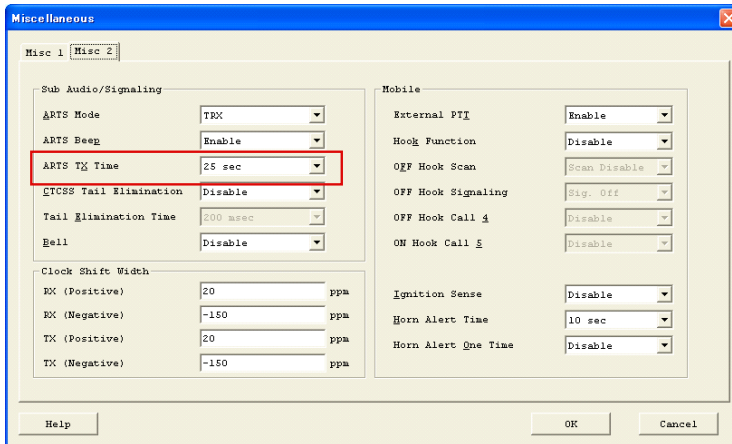 Miscellaneous
Misc 1 Misc 2
Sub Audio/Signaling
ARTS Mode TRX
ARTS Beep Enable
ARTS TX Time 25 sec
CTCSS Tail Elimination Disable
Tail Elimination Time 200 msec
Bell Disable
Clock Shift Width
RX (Positive) 20 ppm
RX (Negative) -150 ppm
TX (Positive) 20 ppm
TX (Negative) -150 ppm
Mobile
External PTT Enable
Hook Function Disable
OFF Hook Scan Scan Disable
OFF Hook Signaling Sig. Off
OFF Hook Call 4 Disable
ON Hook Call 5 Disable
Ignition Sense Disable
Horn Alert Time 10 sec
Horn Alert One Time Disable
Help OK Cancel